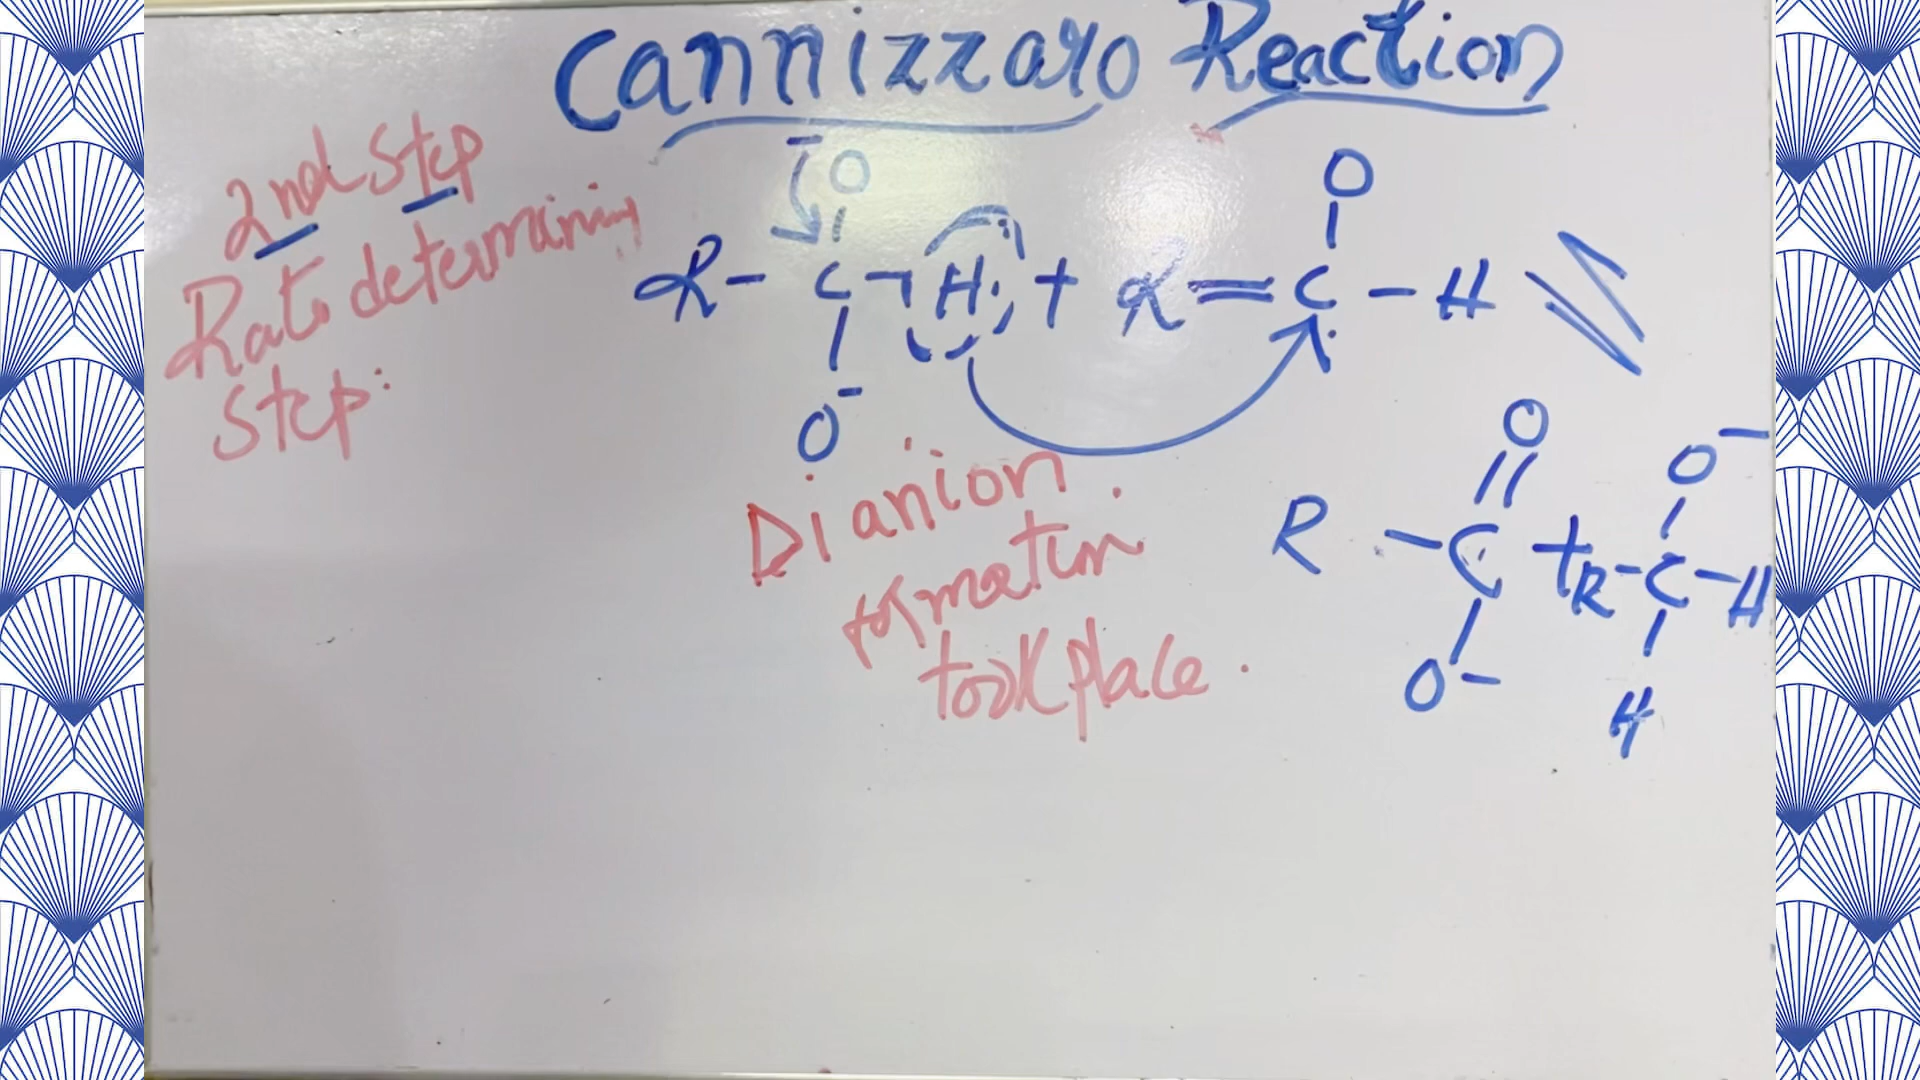 Cannizzaro Reaction
2nd Step
Rate determining
Step:
O
R - C - H + R = C - H
O
O-
Dianion
formation
took place.
O
O-
R - C + R - C - H
O-
H